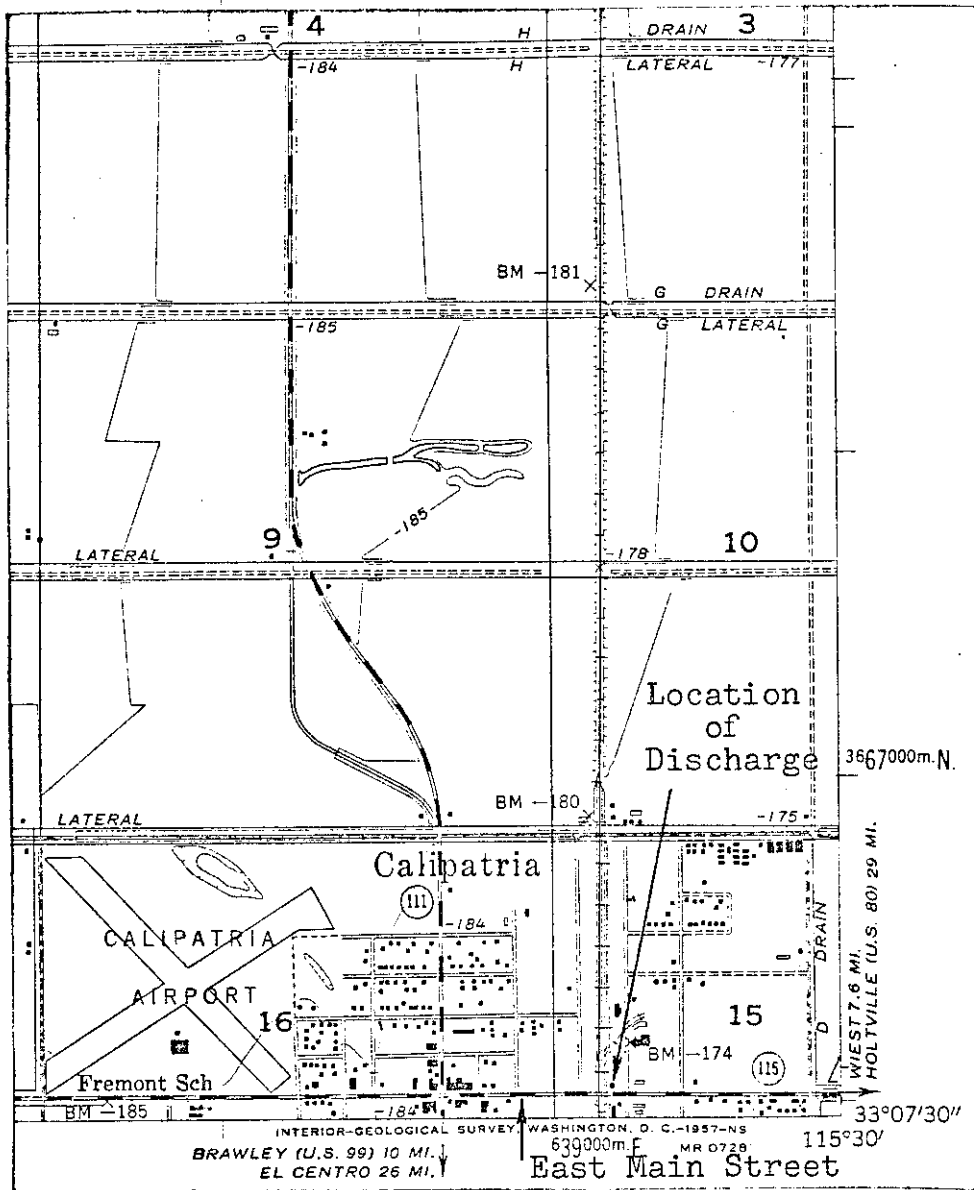 4
H
DRAIN
3
-184
H
LATERAL
-177
BM -181
G DRAIN
-185
G LATERAL
-185
9
LATERAL
-178
10
Location
of
Discharge
3667000m.N.
BM -180
LATERAL
-175
Calipatria
111
-184
CALIPATRIA
AIRPORT
16
15
D DRAIN
WIEST 7.6 MI.
HOLTVILLE (U.S. 80) 29 MI.
BM -174
115
Fremont Sch
BM -185
-184
33°07'30"
INTERIOR-GEOLOGICAL SURVEY, WASHINGTON, D. C.-1957-NS
639000m.E
MR 0728
115°30'
BRAWLEY (U.S. 99) 10 MI.
EL CENTRO 26 MI.
East Main Street